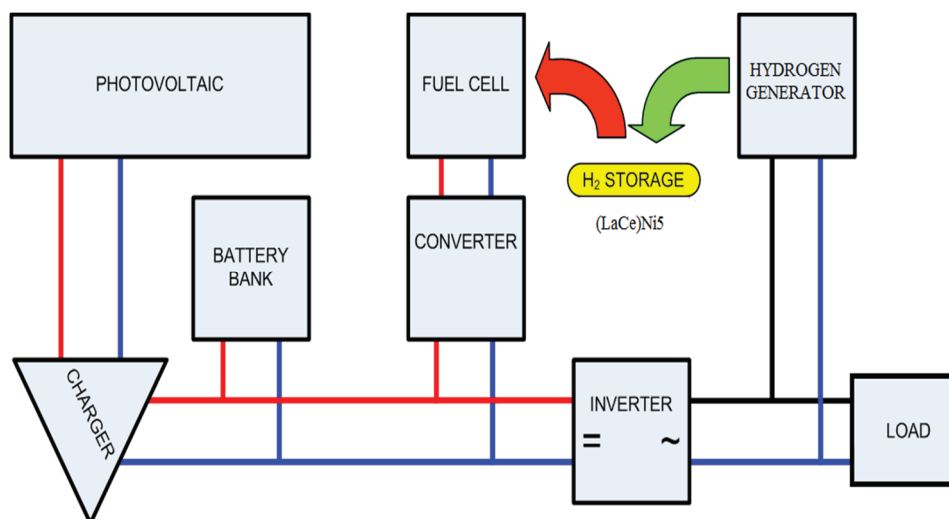 PHOTOVOLTAIC
FUEL CELL
HYDROGEN
GENERATOR
H₂ STORAGE
(LaCe)Ni5
BATTERY
BANK
CONVERTER
CHARGER
INVERTER
= ~
LOAD